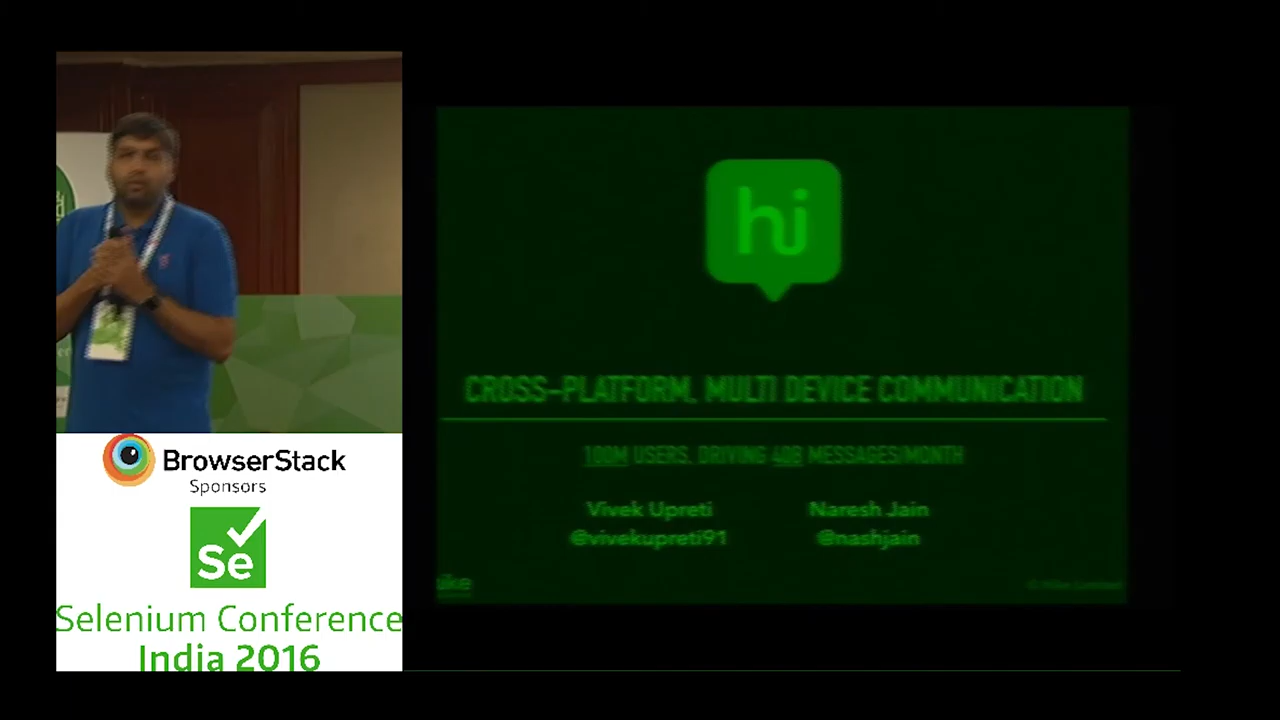 hi
CROSS-PLATFORM, MULTI DEVICE COMMUNICATION
100M USERS, DRIVING 40B MESSAGES/MONTH
Vivek Upreti
Naresh Jain
@vivekupreti91
@nashjain
hike
BrowserStack
Sponsors
Se
Selenium Conference
India 2016